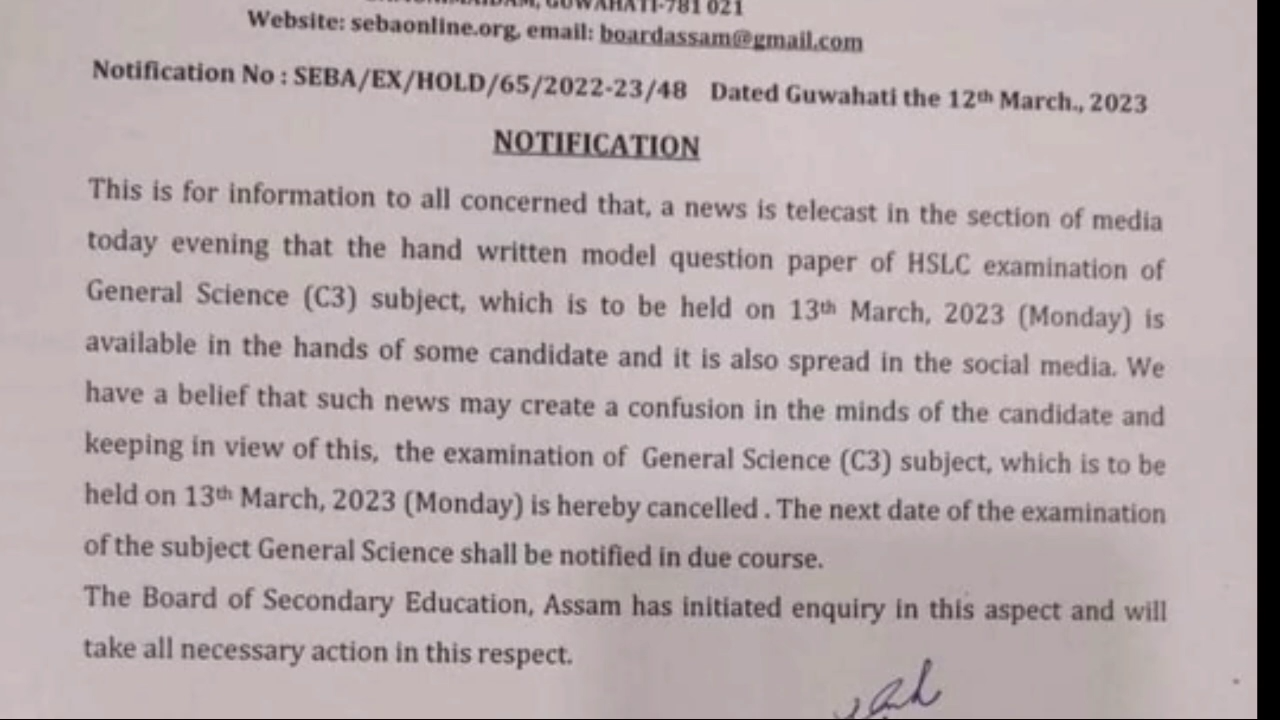 GUWAHATI-781 021
Website: sebaonline.org, email: boardassam@gmail.com
Notification No : SEBA/EX/HOLD/65/2022-23/48 Dated Guwahati the 12th March., 2023
NOTIFICATION
This is for information to all concerned that, a news is telecast in the section of media
today evening that the hand written model question paper of HSLC examination of
General Science (C3) subject, which is to be held on 13th March, 2023 (Monday) is
available in the hands of some candidate and it is also spread in the social media. We
have a belief that such news may create a confusion in the minds of the candidate and
keeping in view of this, the examination of General Science (C3) subject, which is to be
held on 13th March, 2023 (Monday) is hereby cancelled . The next date of the examination
of the subject General Science shall be notified in due course.
The Board of Secondary Education, Assam has initiated enquiry in this aspect and will
take all necessary action in this respect.